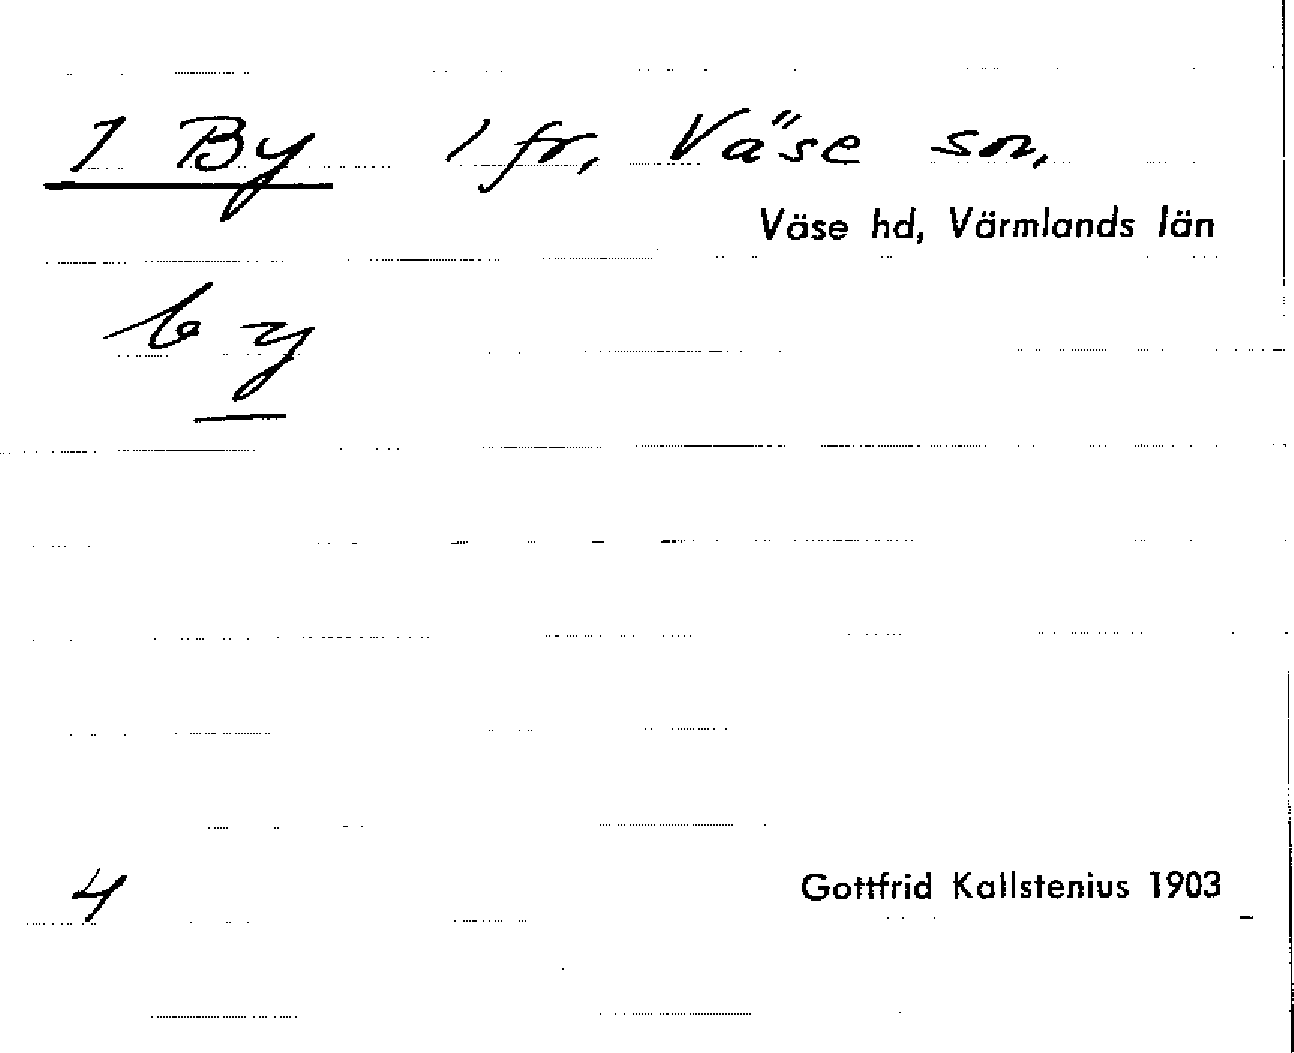 1 By 1 fr, Väse sn,
Väse hd, Värmlands län
by
4
Gottfrid Kallstenius 1903